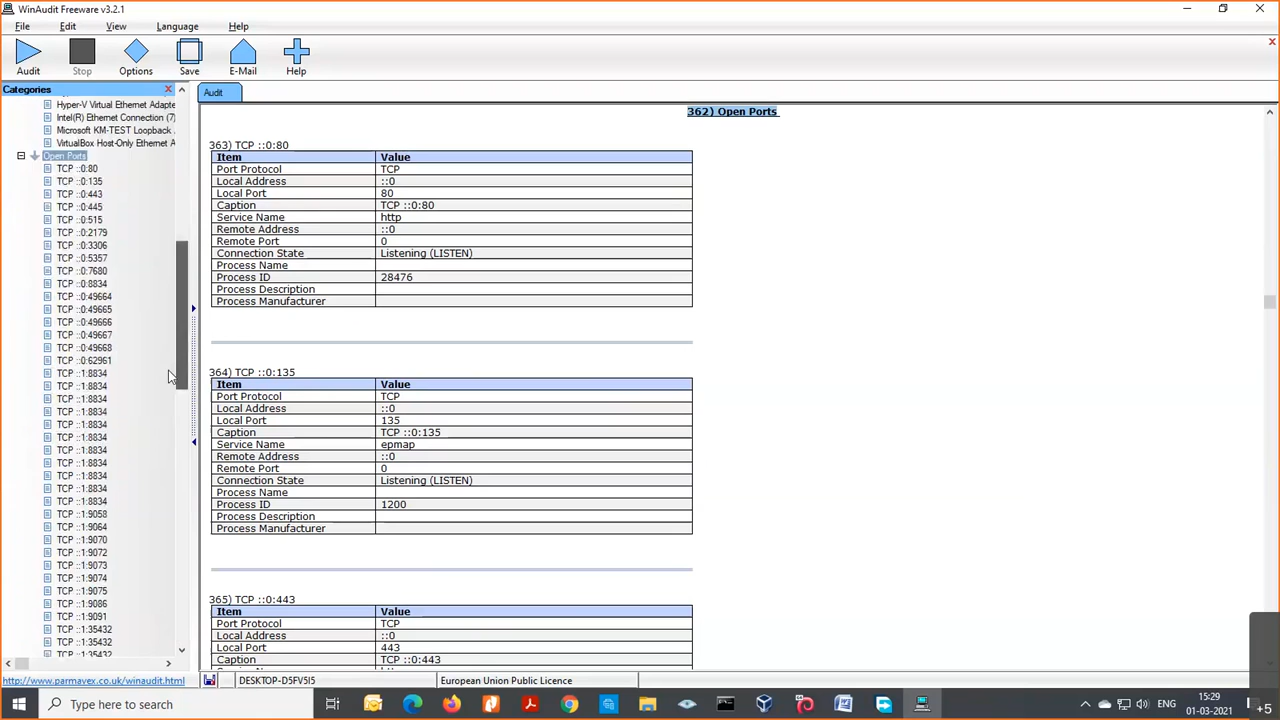 WinAudit Freeware v3.2.1
File Edit View Language Help
Audit Stop Options Save E-Mail Help
Categories
Hyper-V Virtual Ethernet Adapte
Intel(R) Ethernet Connection (7)
Microsoft KM-TEST Loopback
VirtualBox Host-Only Ethernet A
Open Ports
TCP ::0:80
TCP ::0:135
TCP ::0:443
TCP ::0:445
TCP ::0:515
TCP ::0:2179
TCP ::0:3306
TCP ::0:5357
TCP ::0:7680
TCP ::0:8834
TCP ::0:49664
TCP ::0:49665
TCP ::0:49666
TCP ::0:49667
TCP ::0:49668
TCP ::0:62961
TCP ::1:8834
TCP ::1:8834
TCP ::1:8834
TCP ::1:8834
TCP ::1:8834
TCP ::1:8834
TCP ::1:8834
TCP ::1:8834
TCP ::1:8834
TCP ::1:8834
TCP ::1:8834
TCP ::1:9058
TCP ::1:9064
TCP ::1:9070
TCP ::1:9072
TCP ::1:9073
TCP ::1:9074
TCP ::1:9075
TCP ::1:9086
TCP ::1:9091
TCP ::1:35432
TCP ::1:35432
TCP ::1:35432
Audit
362) Open Ports
363) TCP ::0:80
Item Value
Port Protocol TCP
Local Address ::0
Local Port 80
Caption TCP ::0:80
Service Name http
Remote Address ::0
Remote Port 0
Connection State Listening (LISTEN)
Process Name
Process ID 28476
Process Description
Process Manufacturer
364) TCP ::0:135
Item Value
Port Protocol TCP
Local Address ::0
Local Port 135
Caption TCP ::0:135
Service Name epmap
Remote Address ::0
Remote Port 0
Connection State Listening (LISTEN)
Process Name
Process ID 1200
Process Description
Process Manufacturer
365) TCP ::0:443
Item Value
Port Protocol TCP
Local Address ::0
Local Port 443
Caption TCP ::0:443
http://www.parmavex.co.uk/winaudit.html DESKTOP-D5FV5I5 European Union Public Licence
Type here to search
ENG
15:29
01-03-2021
+5